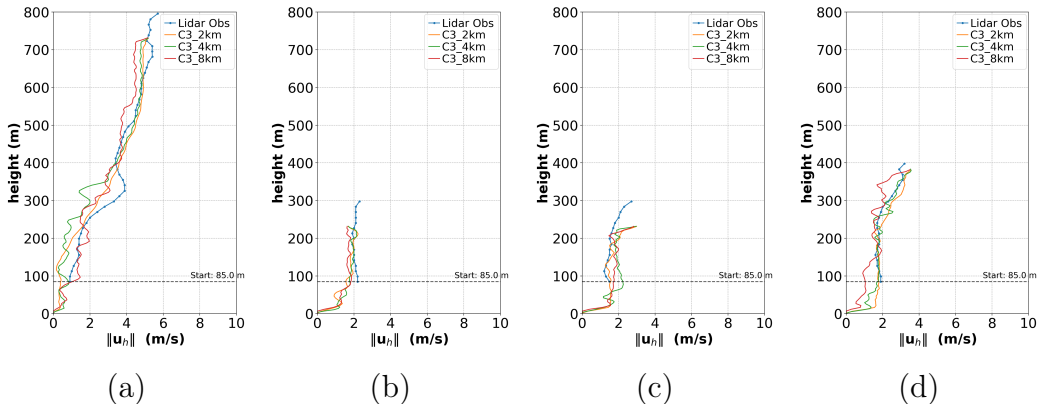 800
700
600
500
400
300
200
100
0
height (m)
0 2 4 6 8 10
‖u_h‖ (m/s)
Lidar Obs
C3_2km
C3_4km
C3_8km
Start: 85.0 m
(a)
800
700
600
500
400
300
200
100
0
height (m)
0 2 4 6 8 10
‖u_h‖ (m/s)
Lidar Obs
C3_2km
C3_4km
C3_8km
Start: 85.0 m
(b)
800
700
600
500
400
300
200
100
0
height (m)
0 2 4 6 8 10
‖u_h‖ (m/s)
Lidar Obs
C3_2km
C3_4km
C3_8km
Start: 85.0 m
(c)
800
700
600
500
400
300
200
100
0
height (m)
0 2 4 6 8 10
‖u_h‖ (m/s)
Lidar Obs
C3_2km
C3_4km
C3_8km
Start: 85.0 m
(d)